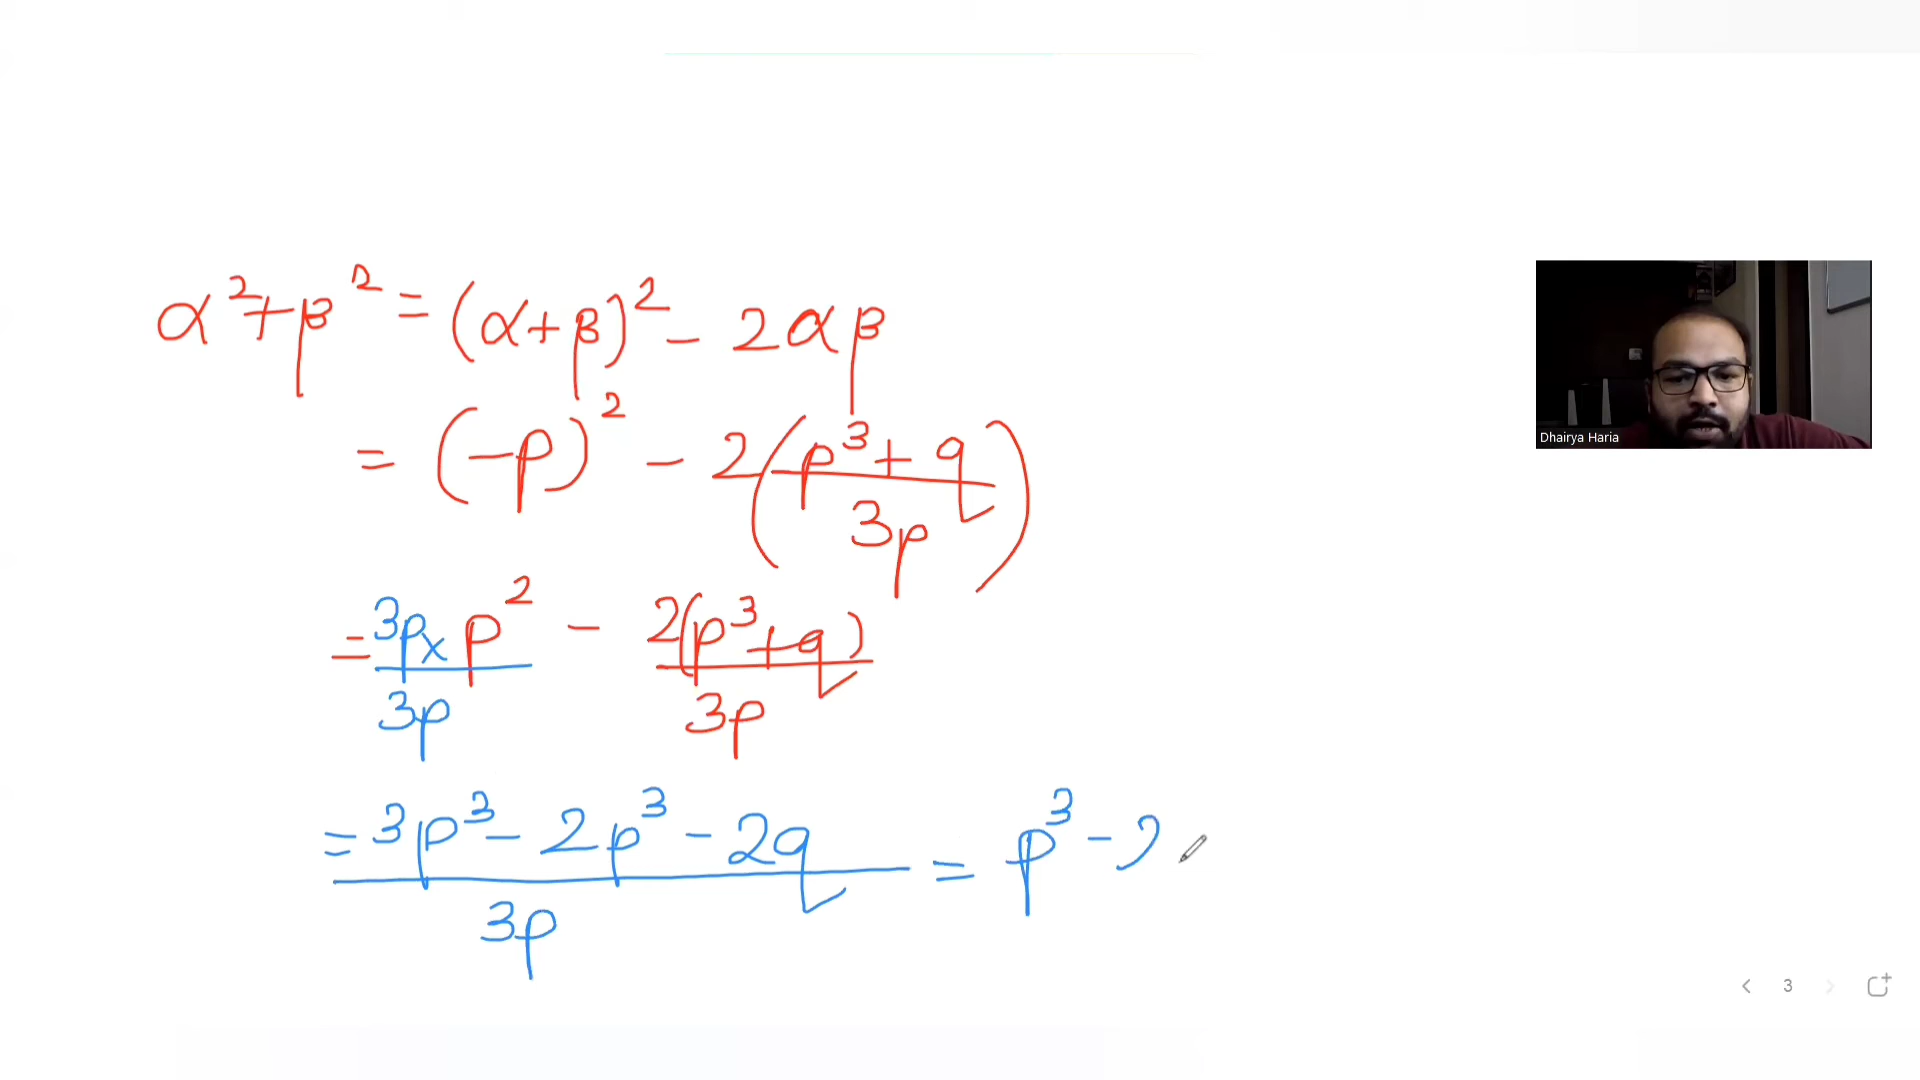 α² + β² = (α + β)² - 2αβ
= (-p)² - 2((p³ + q)/3p)
= (3p × p²)/3p - 2(p³ + q)/3p
= (3p³ - 2p³ - 2q)/3p = p³ - 2
Dhairya Haria
3